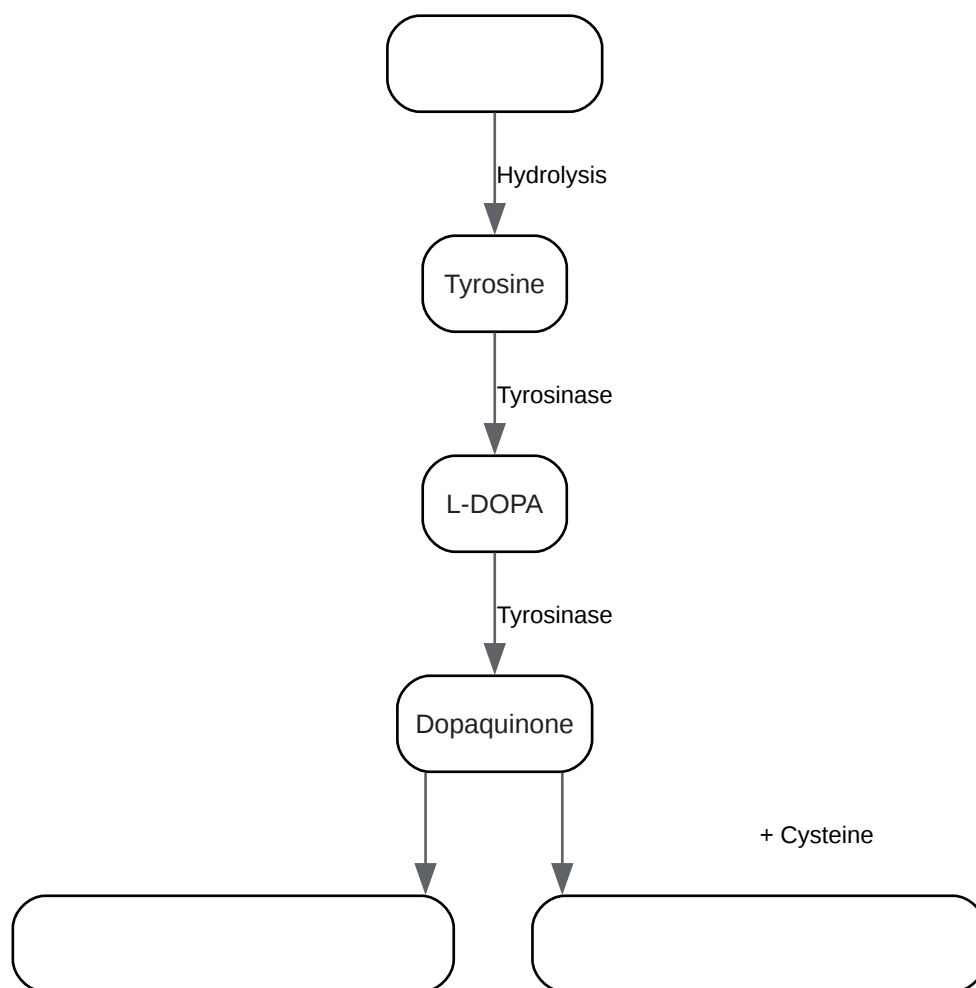 Hydrolysis
Tyrosine
Tyrosinase
L-DOPA
Tyrosinase
Dopaquinone
+ Cysteine